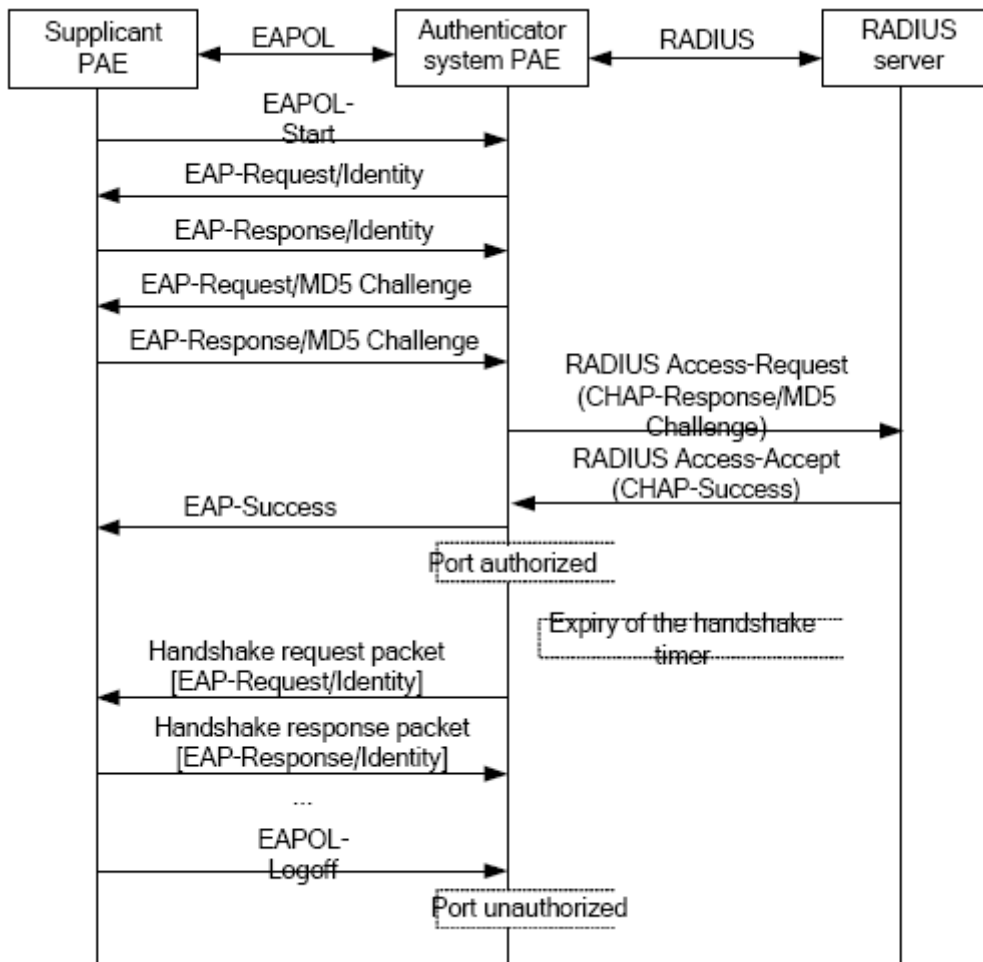 Supplicant
PAE
EAPOL
Authenticator
system PAE
RADIUS
RADIUS
server
EAPOL-
Start
EAP-Request/Identity
EAP-Response/Identity
EAP-Request/MD5 Challenge
EAP-Response/MD5 Challenge
RADIUS Access-Request
(CHAP-Response/MD5
Challenge)
RADIUS Access-Accept
(CHAP-Success)
EAP-Success
Port authorized
Expiry of the handshake
timer
Handshake request packet
[EAP-Request/Identity]
Handshake response packet
[EAP-Response/Identity]
...
EAPOL-
Logoff
Port unauthorized